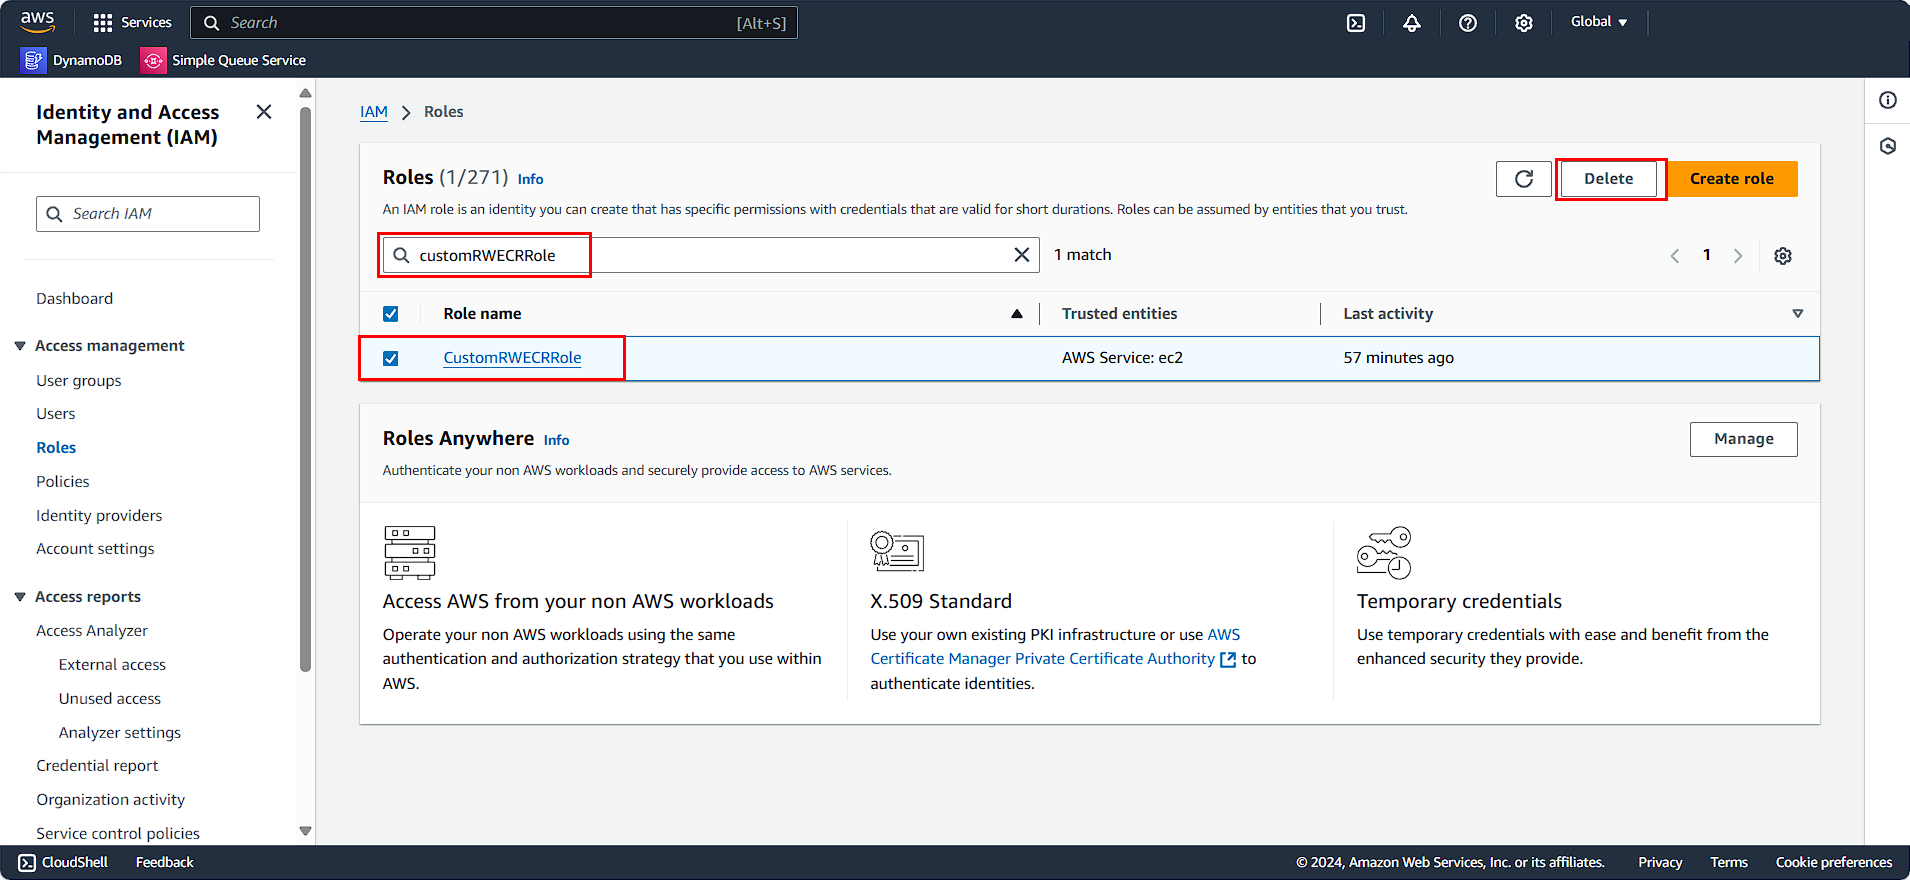 aws
Services
Search
[Alt+S]
Global
DynamoDB
Simple Queue Service
Identity and Access
Management (IAM)
Search IAM
Dashboard
Access management
User groups
Users
Roles
Policies
Identity providers
Account settings
Access reports
Access Analyzer
External access
Unused access
Analyzer settings
Credential report
Organization activity
Service control policies
IAM
Roles
Roles (1/271) Info
Delete
Create role
An IAM role is an identity you can create that has specific permissions with credentials that are valid for short durations. Roles can be assumed by entities that you trust.
customRWECRRole
1 match
1
Role name
Trusted entities
Last activity
CustomRWECRRole
AWS Service: ec2
57 minutes ago
Roles Anywhere Info
Manage
Authenticate your non AWS workloads and securely provide access to AWS services.
Access AWS from your non AWS workloads
Operate your non AWS workloads using the same
authentication and authorization strategy that you use within
AWS.
X.509 Standard
Use your own existing PKI infrastructure or use AWS
Certificate Manager Private Certificate Authority to
authenticate identities.
Temporary credentials
Use temporary credentials with ease and benefit from the
enhanced security they provide.
CloudShell
Feedback
© 2024, Amazon Web Services, Inc. or its affiliates.
Privacy
Terms
Cookie preferences